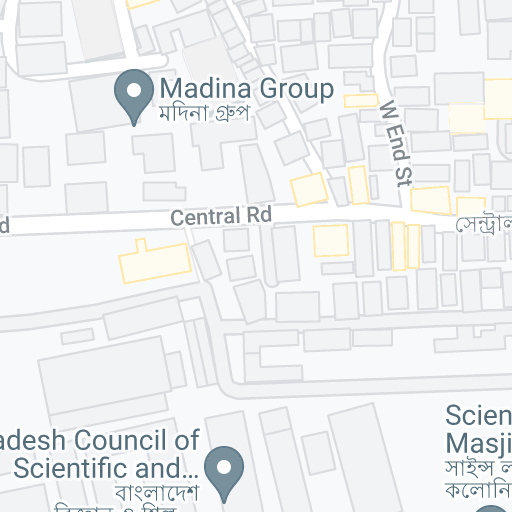 Madina Group
মদিনা গ্রুপ
W End St
Central Rd
d
সেন্ট্রাল
adesh Council of
Scientific and...
বাংলাদেশ
Scien
Masji
সাইন্স ল
কলোনি